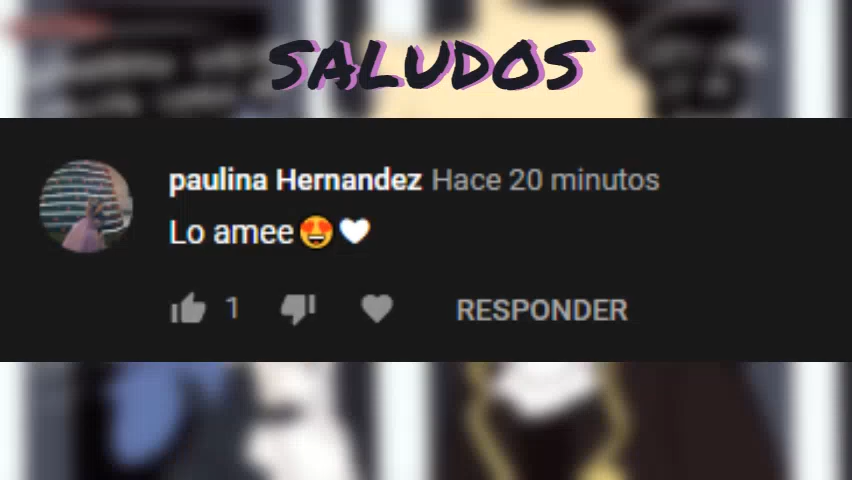 SALUDOS
paulina Hernandez Hace 20 minutos
Lo amee😍🤍
1 RESPONDER